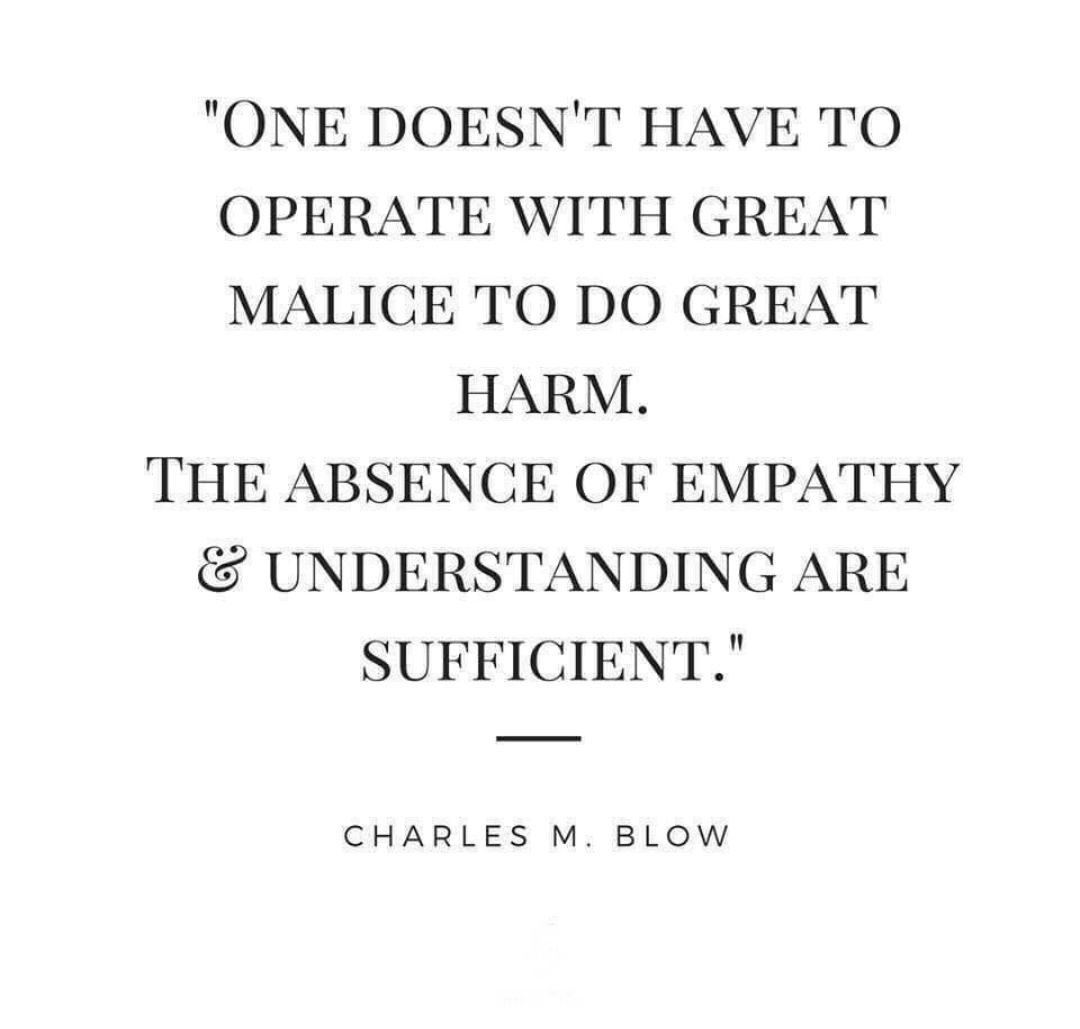 "One doesn't have to
operate with great
malice to do great
harm.
The absence of empathy
& understanding are
sufficient."
CHARLES M. BLOW